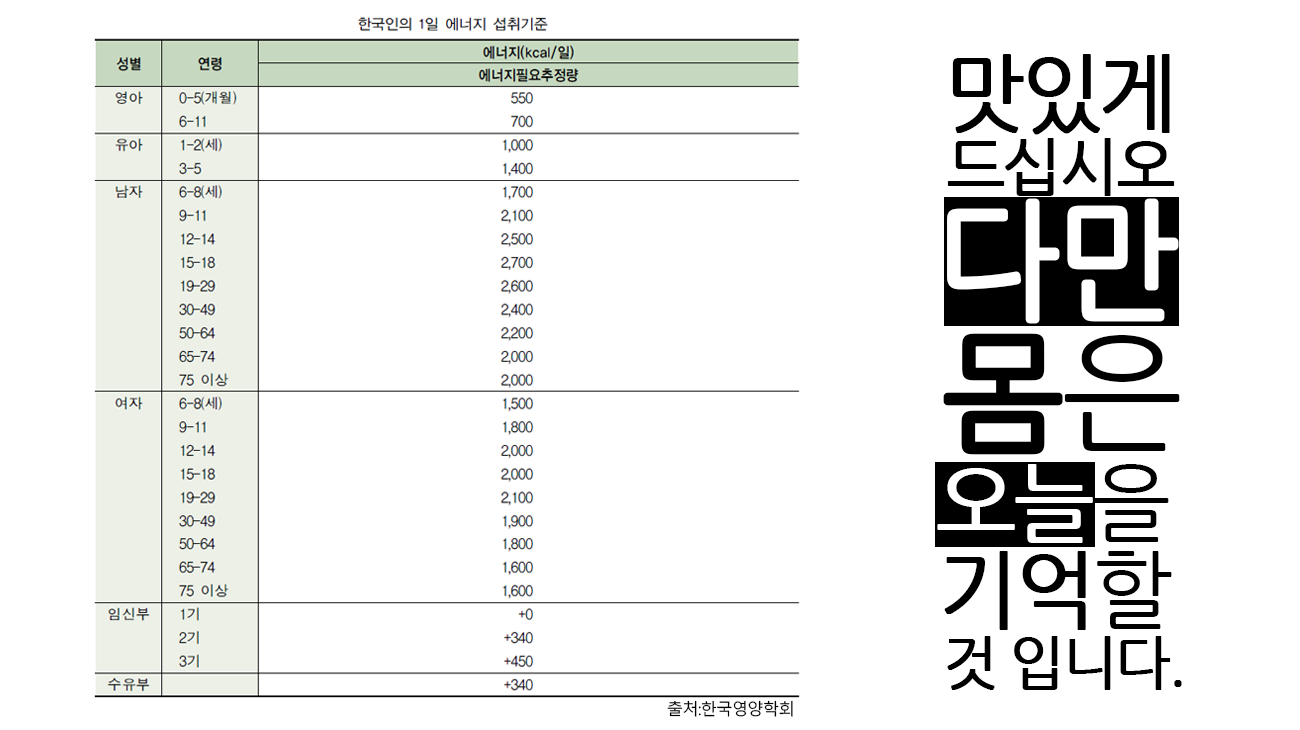 한국인의 1일 에너지 섭취기준
성별 연령 에너지(kcal/일)
에너지필요추정량
영아 0-5(개월) 550
6-11 700
유아 1-2(세) 1,000
3-5 1,400
남자 6-8(세) 1,700
9-11 2,100
12-14 2,500
15-18 2,700
19-29 2,600
30-49 2,400
50-64 2,200
65-74 2,000
75 이상 2,000
여자 6-8(세) 1,500
9-11 1,800
12-14 2,000
15-18 2,000
19-29 2,100
30-49 1,900
50-64 1,800
65-74 1,600
75 이상 1,600
임신부 1기 +0
2기 +340
3기 +450
수유부 +340
출처:한국영양학회
맛있게
드십시오
다만
몸은
오늘을
기억할
것 입니다.